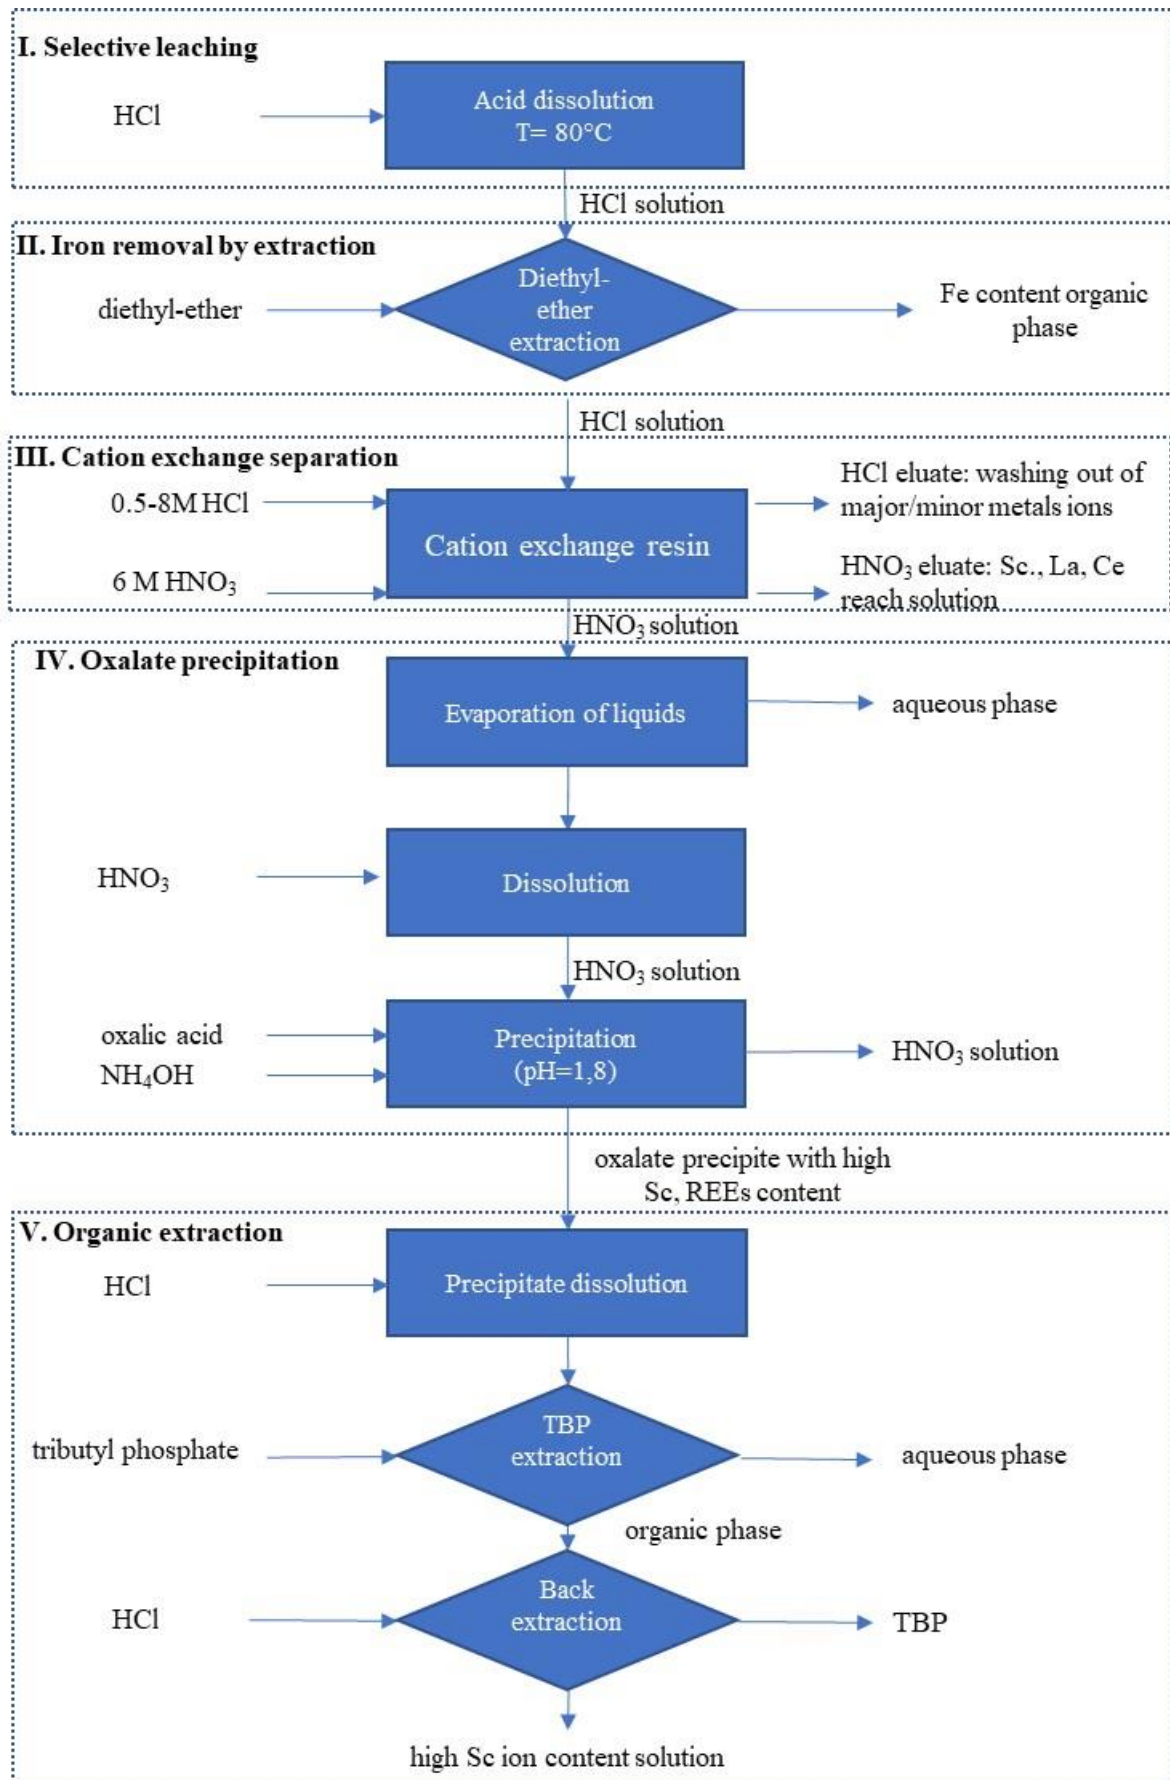 I. Selective leaching
HCl
Acid dissolution
T= 80°C
HCl solution
II. Iron removal by extraction
diethyl-ether
Diethyl-
ether
extraction
Fe content organic
phase
HCl solution
III. Cation exchange separation
0.5-8M HCl
6 M HNO₃
Cation exchange resin
HCl eluate: washing out of
major/minor metals ions
HNO₃ eluate: Sc., La, Ce
reach solution
HNO₃ solution
IV. Oxalate precipitation
Evaporation of liquids
aqueous phase
HNO₃
Dissolution
HNO₃ solution
oxalic acid
NH₄OH
Precipitation
(pH=1,8)
HNO₃ solution
oxalate precipite with high
Sc, REEs content
V. Organic extraction
HCl
Precipitate dissolution
tributyl phosphate
TBP
extraction
aqueous phase
organic phase
HCl
Back
extraction
TBP
high Sc ion content solution